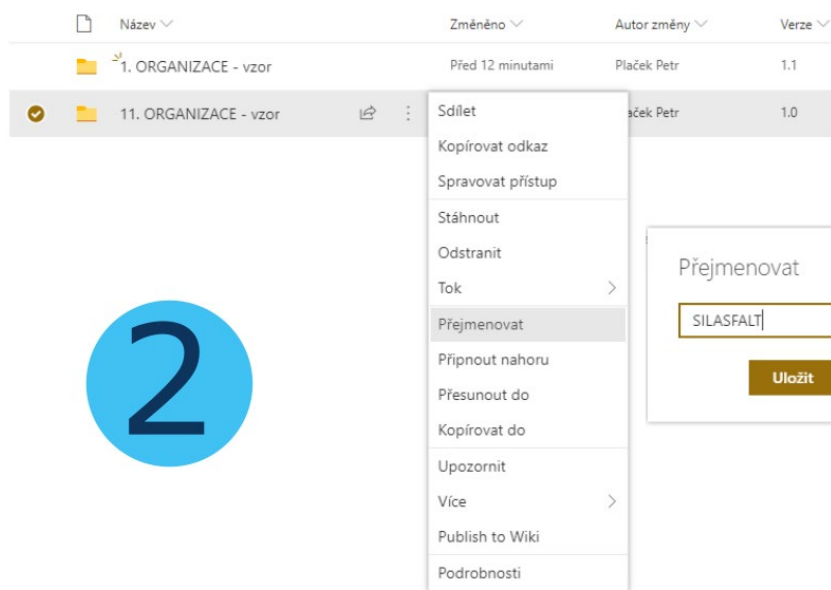 Název Změněno Autor změny Verze
1. ORGANIZACE - vzor Před 12 minutami Plaček Petr 1.1
11. ORGANIZACE - vzor aček Petr 1.0
Sdílet
Kopírovat odkaz
Spravovat přístup
Stáhnout
Odstranit
Tok
Přejmenovat
Připnout nahoru
Přesunout do
Kopírovat do
Upozornit
Více
Publish to Wiki
Podrobnosti
Přejmenovat
SILASFALT
Uložit
2